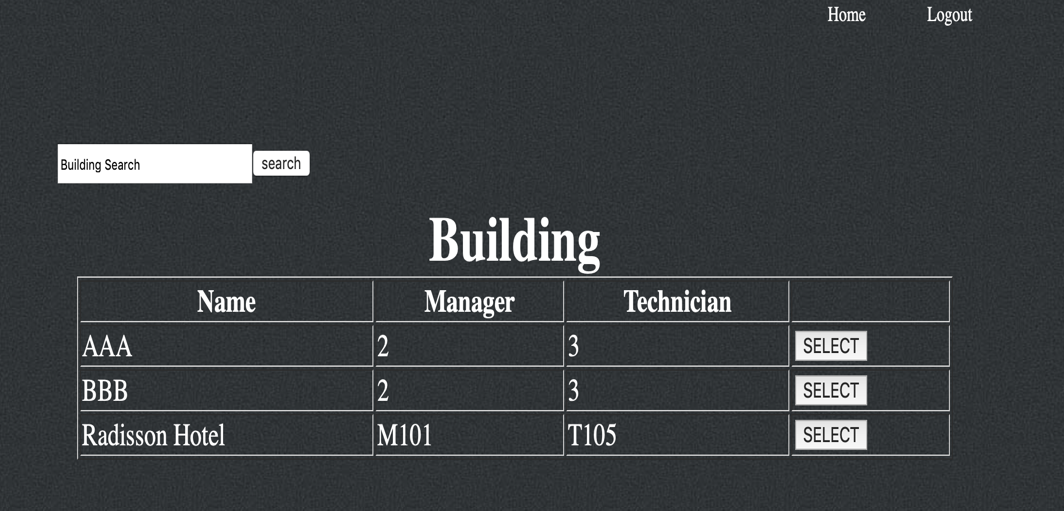 Home Logout
Building Search search
Building
Name Manager Technician
AAA 2 3 SELECT
BBB 2 3 SELECT
Radisson Hotel M101 T105 SELECT